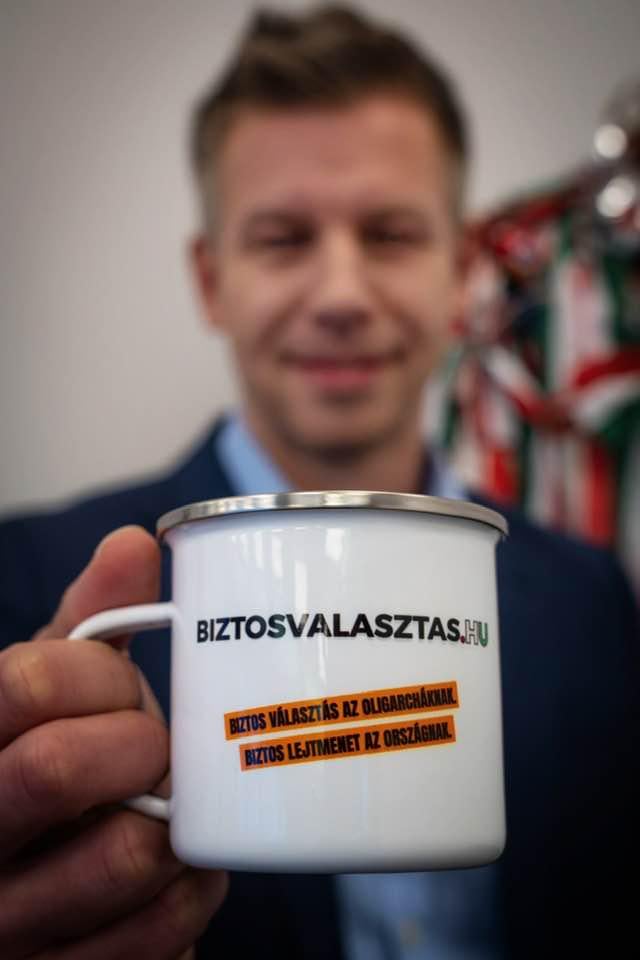 BIZTOSVALASZTAS.HU
BIZTOS VÁLASZTÁS AZ OLIGARCHÁKNAK.
BIZTOS LEJTMENET AZ ORSZÁGNAK.